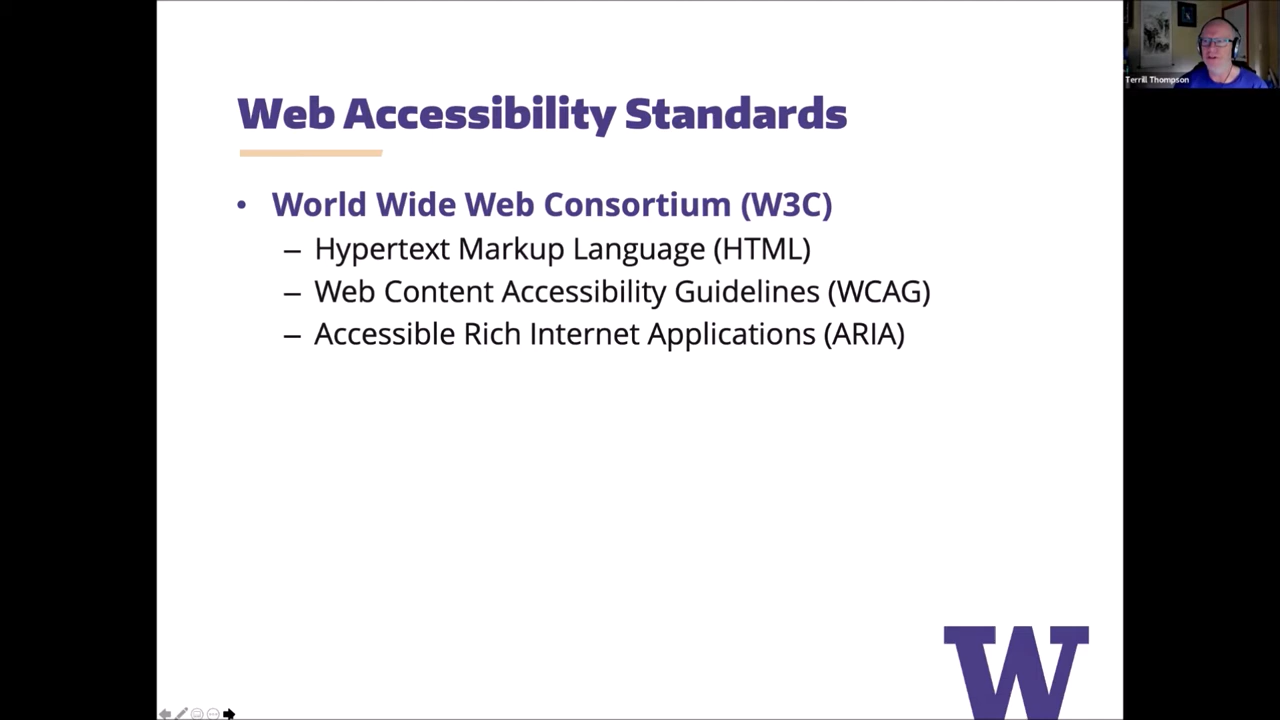 Terrill Thompson
Web Accessibility Standards
• World Wide Web Consortium (W3C)
– Hypertext Markup Language (HTML)
– Web Content Accessibility Guidelines (WCAG)
– Accessible Rich Internet Applications (ARIA)
W